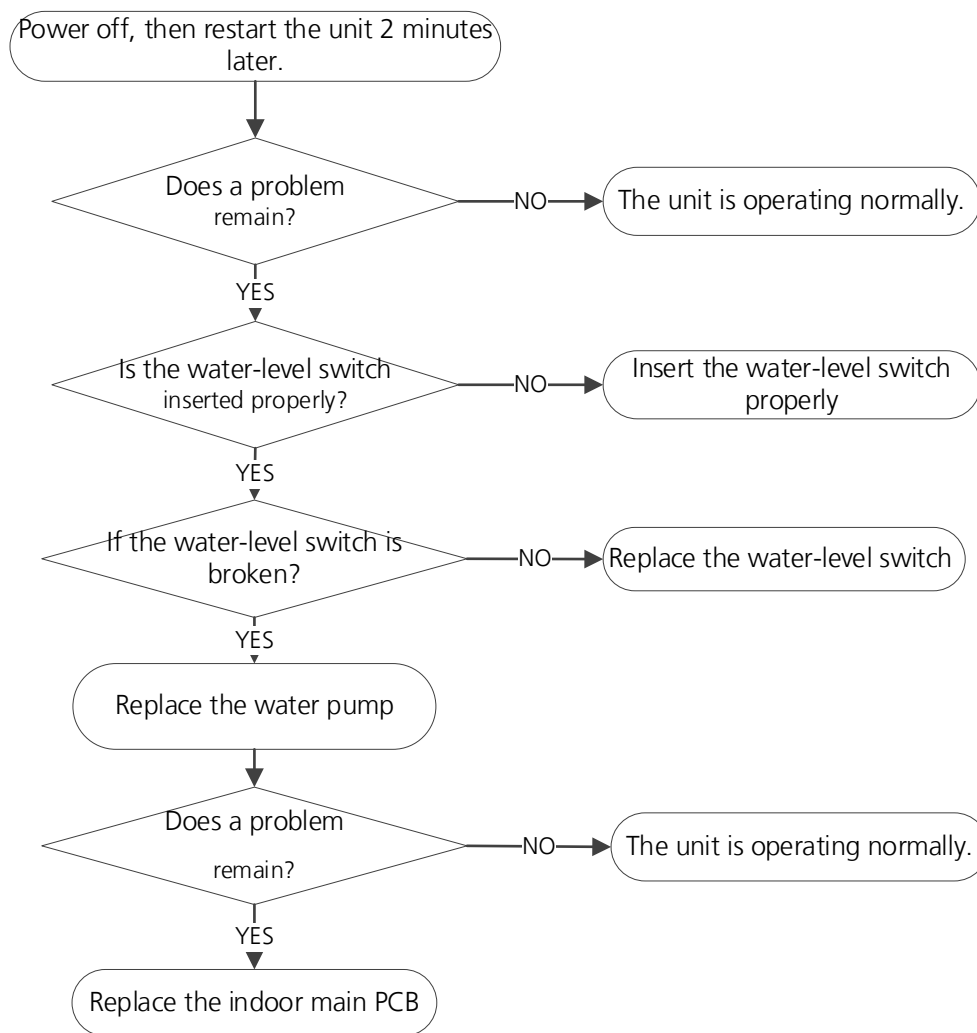 Power off, then restart the unit 2 minutes
later.
Does a problem
remain?
NO
The unit is operating normally.
YES
Is the water-level switch
inserted properly?
NO
Insert the water-level switch
properly
YES
If the water-level switch is
broken?
NO
Replace the water-level switch
YES
Replace the water pump
Does a problem
remain?
NO
The unit is operating normally.
YES
Replace the indoor main PCB